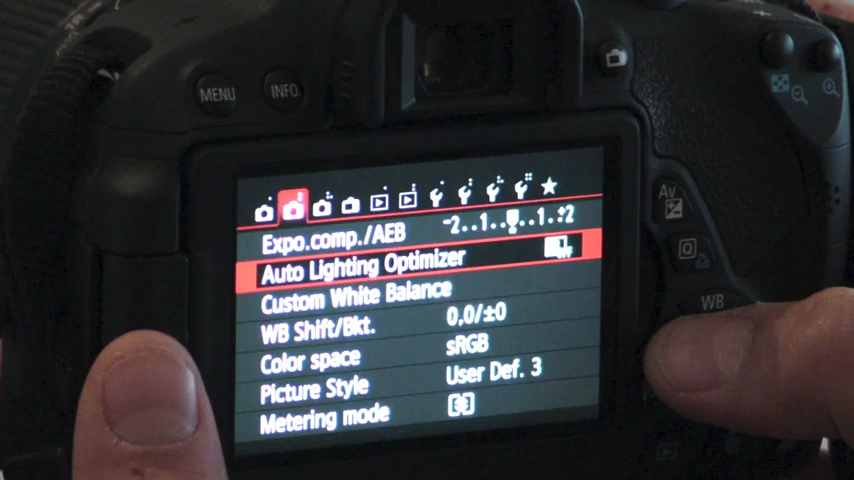 MENU
INFO.
Av
Q
WB
Expo.comp./AEB -2..1..0..1..+2
Auto Lighting Optimizer OFF
Custom White Balance
WB Shift/Bkt. 0,0/±0
Color space sRGB
Picture Style User Def. 3
Metering mode